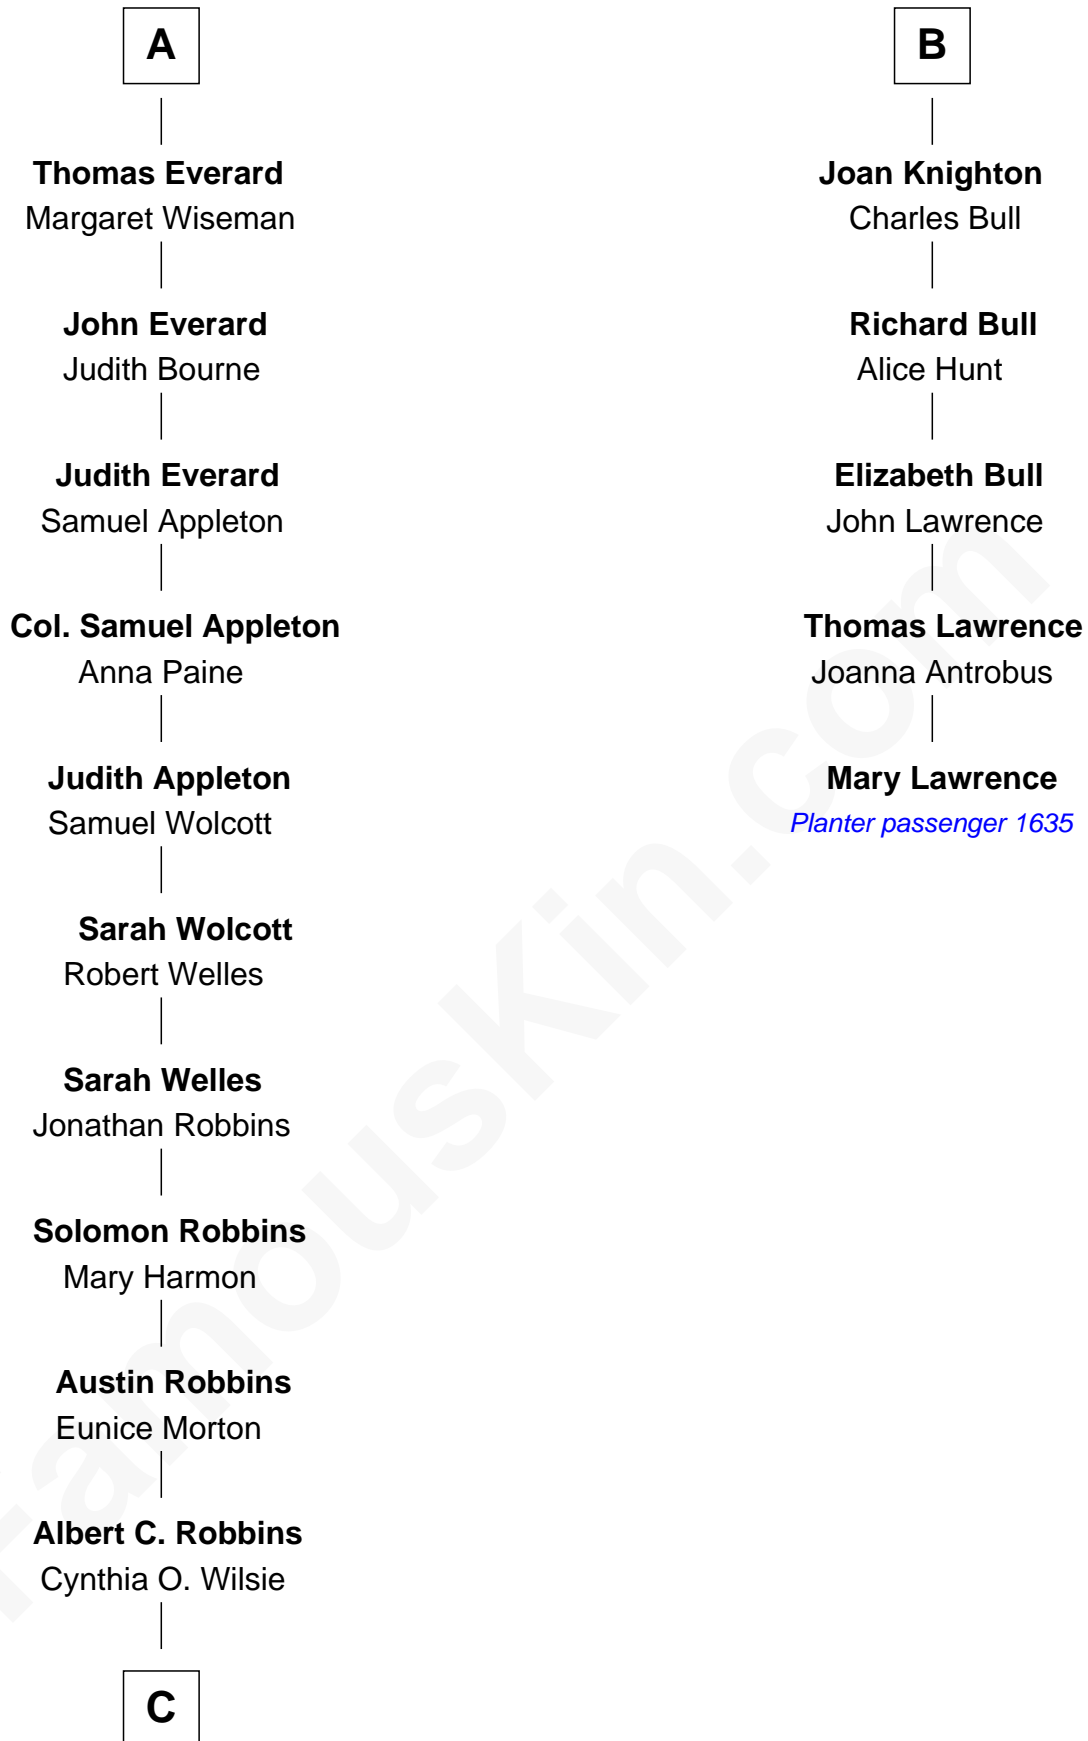 A
Thomas Everard
Margaret Wiseman
John Everard
Judith Bourne
Judith Everard
Samuel Appleton
Col. Samuel Appleton
Anna Paine
Judith Appleton
Samuel Wolcott
Sarah Wolcott
Robert Welles
Sarah Welles
Jonathan Robbins
Solomon Robbins
Mary Harmon
Austin Robbins
Eunice Morton
Albert C. Robbins
Cynthia O. Wilsie
C
B
Joan Knighton
Charles Bull
Richard Bull
Alice Hunt
Elizabeth Bull
John Lawrence
Thomas Lawrence
Joanna Antrobus
Mary Lawrence
Planter passenger 1635
FamousKin.com